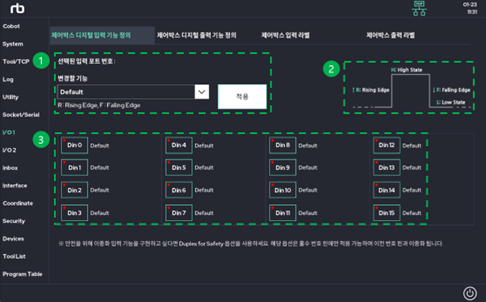 rb
01-23
11:31
Cobot
System
Tool/TCP
Log
Utility
Socket/Serial
I/O 1
I/O 2
Inbox
Interface
Coordinate
Security
Devices
Tool List
Program Table
제어박스 디지털 입력 기능 정의
제어박스 디지털 출력 기능 정의
제어박스 입력 라벨
제어박스 출력 라벨
1
선택된 입력 포트 번호 :
변경할 기능
Default
적용
R: Rising Edge, F : Falling Edge
2
H: High State
R: Rising Edge
F: Falling Edge
L: Low State
3
Din 0 Default
Din 4 Default
Din 8 Default
Din 12 Default
Din 1 Default
Din 5 Default
Din 9 Default
Din 13 Default
Din 2 Default
Din 6 Default
Din 10 Default
Din 14 Default
Din 3 Default
Din 7 Default
Din 11 Default
Din 15 Default
※ 안전을 위해 이중화 입력 기능을 구현하고 싶다면 Duplex for Safety 옵션을 사용하세요. 해당 옵션은 홀수 번호 핀에만 적용 가능하며 이전 번호 핀과 이중화 됩니다.